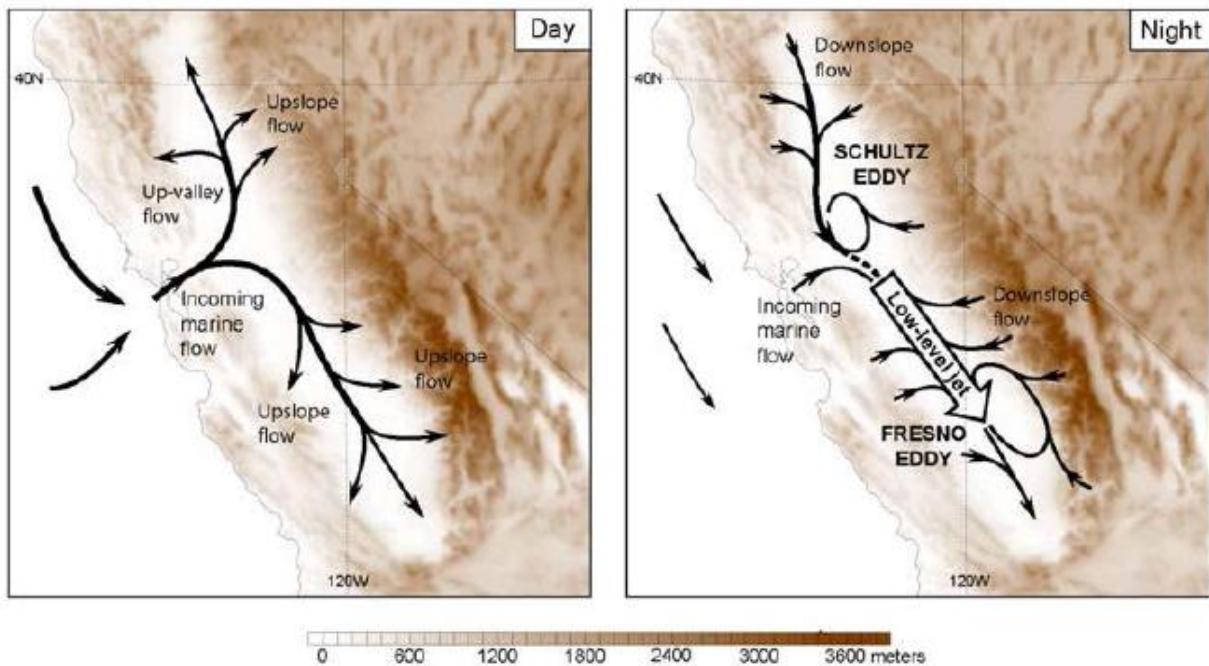 Day
40N
Upslope
flow
Up-valley
flow
Incoming
marine
flow
Upslope
flow
Upslope
flow
120W
Night
40N
Downslope
flow
SCHULTZ
EDDY
Incoming
marine
flow
Low-level jet
Downslope
flow
FRESNO
EDDY
120W
0 600 1200 1800 2400 3000 3600 meters